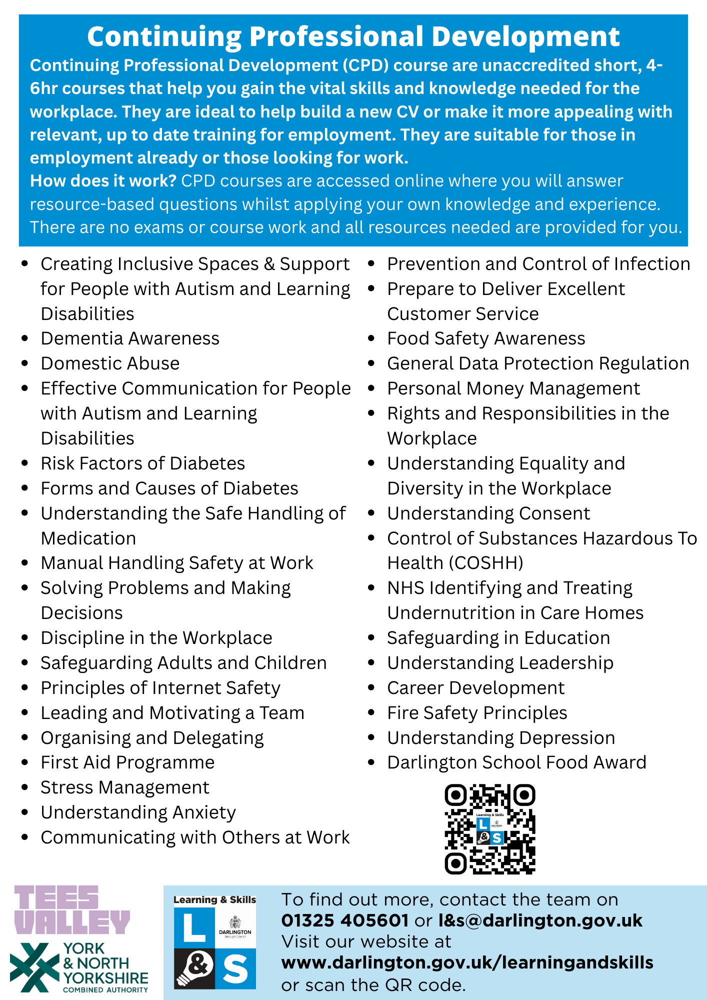 Continuing Professional Development
Continuing Professional Development (CPD) course are unaccredited short, 4-
6hr courses that help you gain the vital skills and knowledge needed for the
workplace. They are ideal to help build a new CV or make it more appealing with
relevant, up to date training for employment. They are suitable for those in
employment already or those looking for work.
How does it work? CPD courses are accessed online where you will answer
resource-based questions whilst applying your own knowledge and experience.
There are no exams or course work and all resources needed are provided for you.
• Creating Inclusive Spaces & Support
for People with Autism and Learning
Disabilities
• Dementia Awareness
• Domestic Abuse
• Effective Communication for People
with Autism and Learning
Disabilities
• Risk Factors of Diabetes
• Forms and Causes of Diabetes
• Understanding the Safe Handling of
Medication
• Manual Handling Safety at Work
• Solving Problems and Making
Decisions
• Discipline in the Workplace
• Safeguarding Adults and Children
• Principles of Internet Safety
• Leading and Motivating a Team
• Organising and Delegating
• First Aid Programme
• Stress Management
• Understanding Anxiety
• Communicating with Others at Work
• Prevention and Control of Infection
• Prepare to Deliver Excellent
Customer Service
• Food Safety Awareness
• General Data Protection Regulation
• Personal Money Management
• Rights and Responsibilities in the
Workplace
• Understanding Equality and
Diversity in the Workplace
• Understanding Consent
• Control of Substances Hazardous To
Health (COSHH)
• NHS Identifying and Treating
Undernutrition in Care Homes
• Safeguarding in Education
• Understanding Leadership
• Career Development
• Fire Safety Principles
• Understanding Depression
• Darlington School Food Award
Learning & Skills
L
DARLINGTON
&
S
TEES
VALLEY
YORK
& NORTH
YORKSHIRE
COMBINED AUTHORITY
Learning & Skills
L
DARLINGTON
Borough Council
&
S
To find out more, contact the team on
01325 405601 or l&s@darlington.gov.uk
Visit our website at
www.darlington.gov.uk/learningandskills
or scan the QR code.